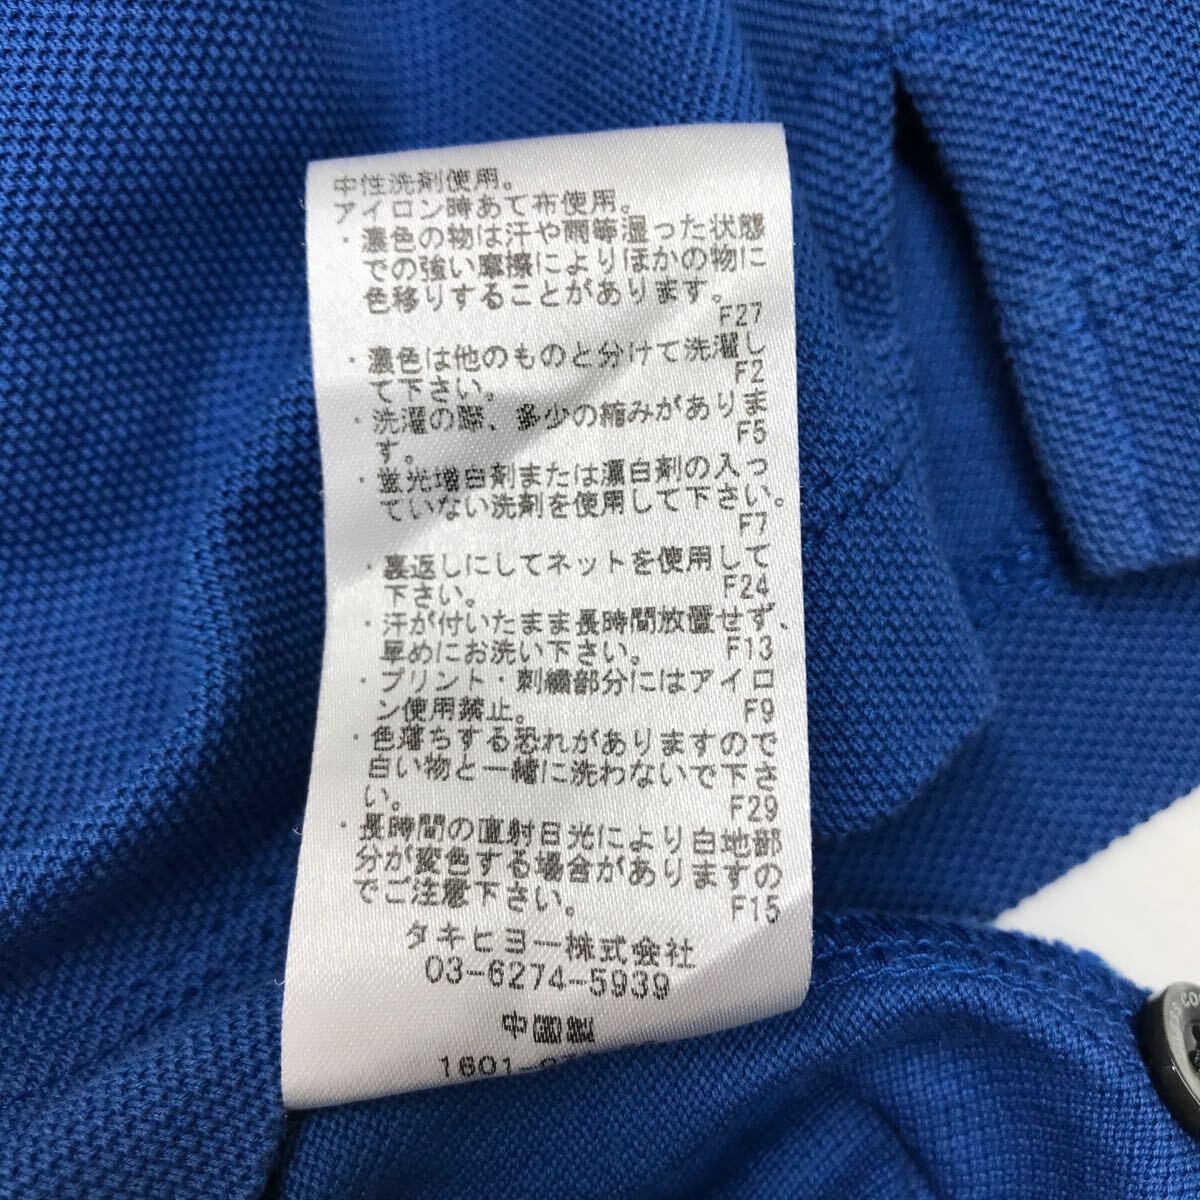 中性洗剤使用。
アイロン時あて布使用。
・濃色の物は汗や雨等湿った状態
での強い摩擦によりほかの物に
色移りすることがあります。
F27
・濃色は他のものと分けて洗濯し
て下さい。 F2
・洗濯の際、多少の縮みがありま
す。 F5
・蛍光増白剤または漂白剤の入っ
ていない洗剤を使用して下さい。
F7
・裏返しにしてネットを使用して
下さい。 F24
・汗が付いたまま長時間放置せず、
早めにお洗い下さい。 F13
・プリント・刺繍部分にはアイロ
ン使用禁止。 F9
・色落ちする恐れがありますので
白い物と一緒に洗わないで下さ
い。 F29
・長時間の直射日光により白地部
分が変色する場合がありますの
でご注意下さい。 F15
タキヒヨー株式会社
03-6274-5939
中国製
1601-